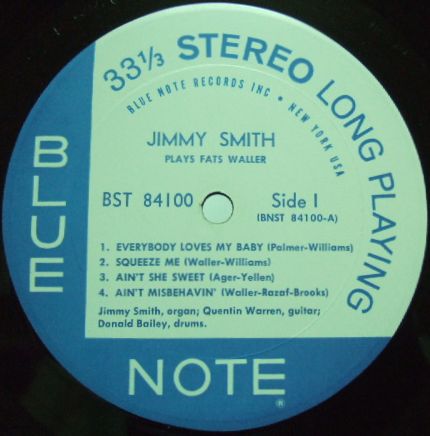 33⅓ STEREO LONG PLAYING
BLUE NOTE RECORDS INC • NEW YORK USA
JIMMY SMITH
PLAYS FATS WALLER
BST 84100 Side 1
(BNST 84100-A)
1. EVERYBODY LOVES MY BABY (Palmer-Williams)
2. SQUEEZE ME (Waller-Williams)
3. AIN'T SHE SWEET (Ager-Yellen)
4. AIN'T MISBEHAVIN' (Waller-Razaf-Brooks)
Jimmy Smith, organ; Quentin Warren, guitar;
Donald Bailey, drums.
BLUE
NOTE®